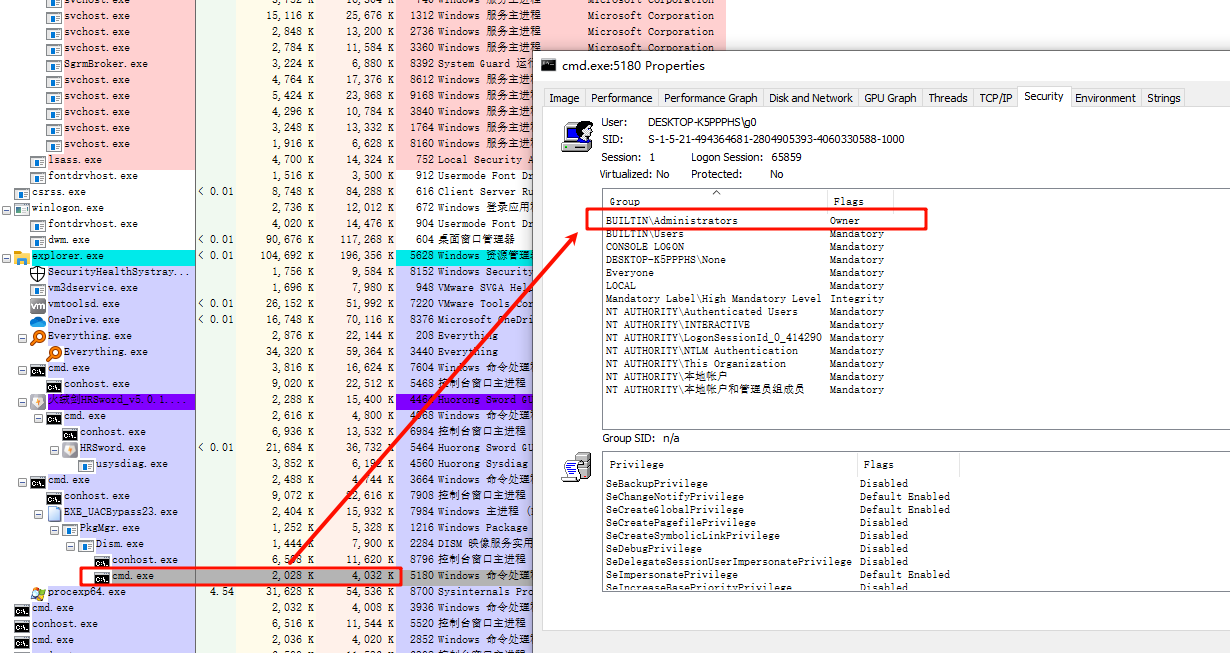 svchost.exe
svchost.exe 15,116 K 25,676 K 1312 Windows 服务主进程 Microsoft Corporation
svchost.exe 2,848 K 13,200 K 2736 Windows 服务主进程 Microsoft Corporation
svchost.exe 2,784 K 11,584 K 3360 Windows 服务主进程 Microsoft Corporation
SgrmBroker.exe 3,224 K 6,880 K 8392 System Guard 运行
svchost.exe 4,764 K 17,376 K 8612 Windows 服务主进
svchost.exe 5,424 K 23,868 K 9168 Windows 服务主进
svchost.exe 4,296 K 10,784 K 3840 Windows 服务主进
svchost.exe 3,248 K 13,332 K 1764 Windows 服务主进
svchost.exe 1,916 K 6,628 K 8160 Windows 服务主进
lsass.exe 4,700 K 14,324 K 752 Local Security A
fontdrvhost.exe 1,516 K 3,500 K 912 Usermode Font Dr
csrss.exe < 0.01 8,748 K 84,288 K 616 Client Server Ru
winlogon.exe 2,736 K 12,012 K 672 Windows 登录应用
fontdrvhost.exe 4,020 K 14,476 K 904 Usermode Font Dr
dwm.exe < 0.01 90,676 K 117,268 K 604 桌面窗口管理器
explorer.exe < 0.01 104,692 K 196,356 K 5628 Windows 资源管理
SecurityHealthSystray... 1,756 K 9,584 K 8152 Windows Security
vm3dservice.exe 1,696 K 7,980 K 948 VMware SVGA Hel
vmtoolsd.exe < 0.01 26,152 K 51,992 K 7220 VMware Tools Cor
OneDrive.exe < 0.01 16,748 K 70,116 K 8376 Microsoft OneDri
Everything.exe 2,876 K 22,144 K 208 Everything
Everything.exe 34,320 K 59,364 K 3440 Everything
cmd.exe 3,816 K 16,624 K 7604 Windows 命令处理
conhost.exe 9,020 K 22,512 K 5468 控制台窗口主进程
火绒剑HRSword_v5.0.1.... 2,288 K 15,400 K Huorong Sword GU
cmd.exe 2,616 K 4,800 K Windows 命令处理
conhost.exe 6,936 K 13,532 K 6984 控制台窗口主进程
HRSword.exe < 0.01 21,684 K 36,732 K 5464 Huorong Sword GU
usysdiag.exe 3,852 K 4560 Huorong Sysdiag
cmd.exe 2,488 K 3664 Windows 命令处理
conhost.exe 9,072 K 7908 控制台窗口主进程
EXE_UACBypass23.exe 2,404 K 15,932 K 7984 主进程
PkgMgr.exe 1,252 K 5,328 K 1216 Windows Package
Dism.exe 1,444 K 7,900 K 2284 DISM 映像服务实用
conhost.exe 11,620 K 8796 控制台窗口主进程
cmd.exe 2,028 K 4,032 K 5180 Windows 命令处理
procexp64.exe 4.54 31,628 K 54,536 K 8700 Sysinternals Pro
cmd.exe 2,032 K 4,008 K 3936 Windows 命令处理
conhost.exe 6,516 K 11,544 K 5520 控制台窗口主进程
cmd.exe 2,036 K 4,020 K 2852 Windows 命令处理
cmd.exe:5180 Properties
Image Performance Performance Graph Disk and Network GPU Graph Threads TCP/IP Security Environment Strings
User: DESKTOP-K5PPPHS\g0
SID: S-1-5-21-494364681-2804905393-4060330588-1000
Session: 1 Logon Session: 65859
Virtualized: No Protected: No
Group Flags
BUILTIN\Administrators Owner
BUILTIN\Users Mandatory
CONSOLE LOGON Mandatory
DESKTOP-K5PPPHS\None Mandatory
Everyone Mandatory
LOCAL Mandatory
Mandatory Label\High Mandatory Level Integrity
NT AUTHORITY\Authenticated Users Mandatory
NT AUTHORITY\INTERACTIVE Mandatory
NT AUTHORITY\LogonSessionId_0_414290 Mandatory
NT AUTHORITY\NTLM Authentication Mandatory
NT AUTHORITY\This Organization Mandatory
NT AUTHORITY\本地帐户 Mandatory
NT AUTHORITY\本地帐户和管理员组成员 Mandatory
Group SID: n/a
Privilege Flags
SeBackupPrivilege Disabled
SeChangeNotifyPrivilege Default Enabled
SeCreateGlobalPrivilege Default Enabled
SeCreatePagefilePrivilege Disabled
SeCreateSymbolicLinkPrivilege Disabled
SeDebugPrivilege Disabled
SeDelegateSessionUserImpersonatePrivilege Disabled
SeImpersonatePrivilege Default Enabled
SeIncreaseBasePriorityPrivilege Disabled